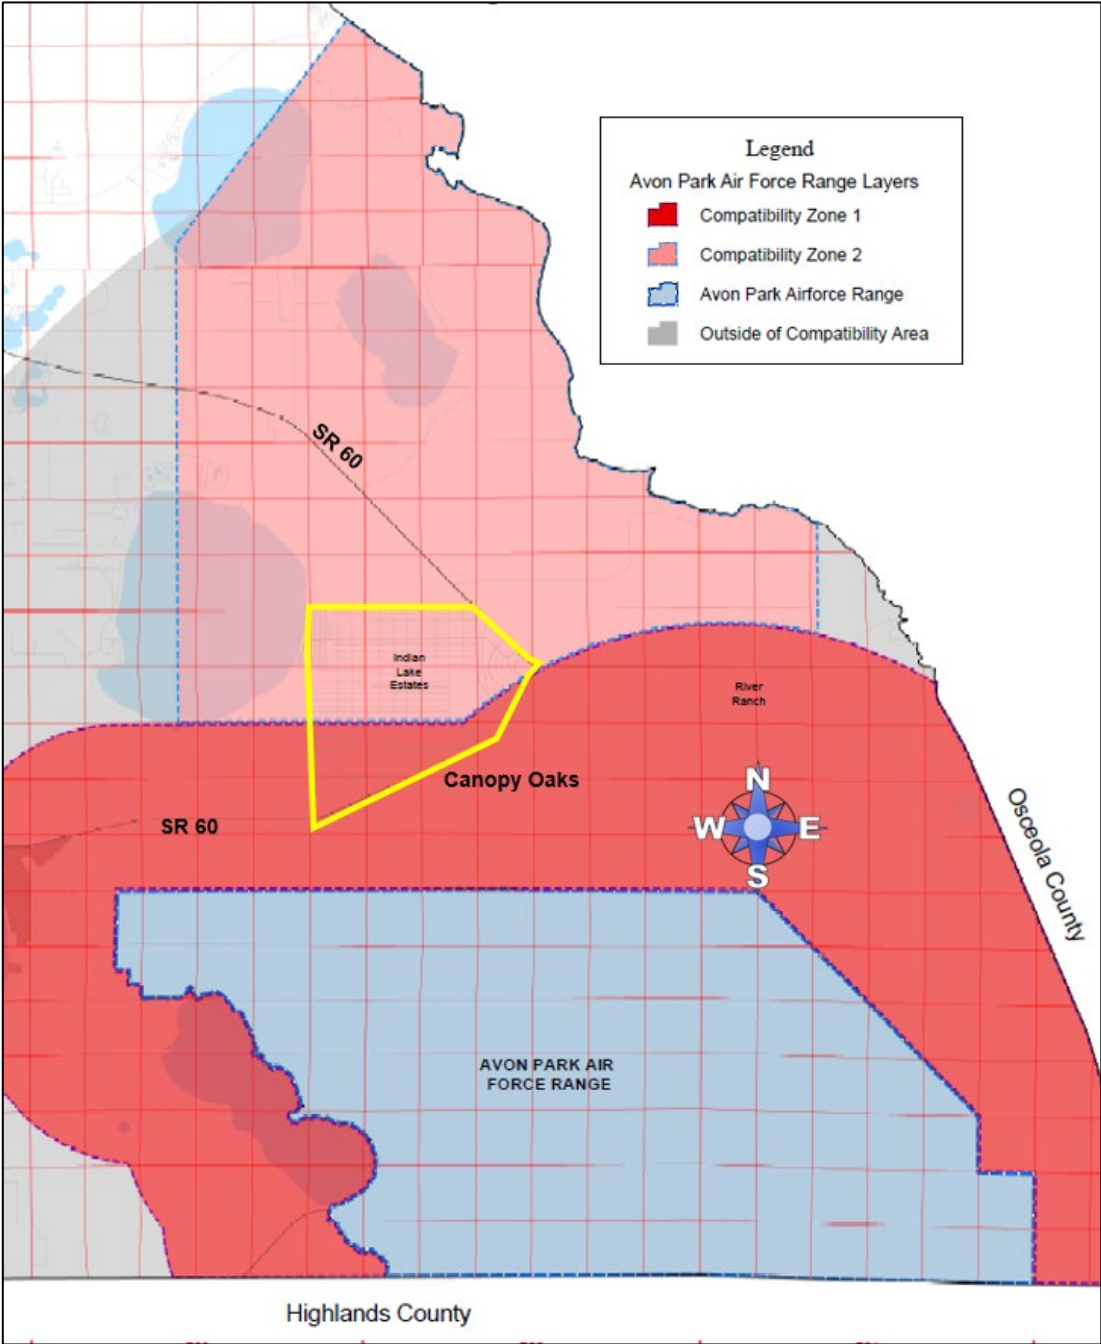 Legend
Avon Park Air Force Range Layers
Compatibility Zone 1
Compatibility Zone 2
Avon Park Airforce Range
Outside of Compatibility Area
SR 60
Indian
Lake
Estates
River
Ranch
Canopy Oaks
SR 60
N
W
E
S
Osceola County
AVON PARK AIR
FORCE RANGE
Highlands County